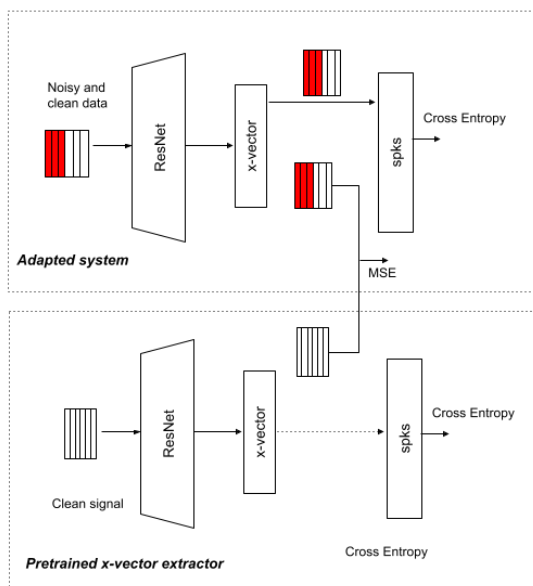 Noisy and
clean data
ResNet
x-vector
spks
Cross Entropy
MSE
Adapted system
ResNet
x-vector
spks
Cross Entropy
Clean signal
Cross Entropy
Pretrained x-vector extractor